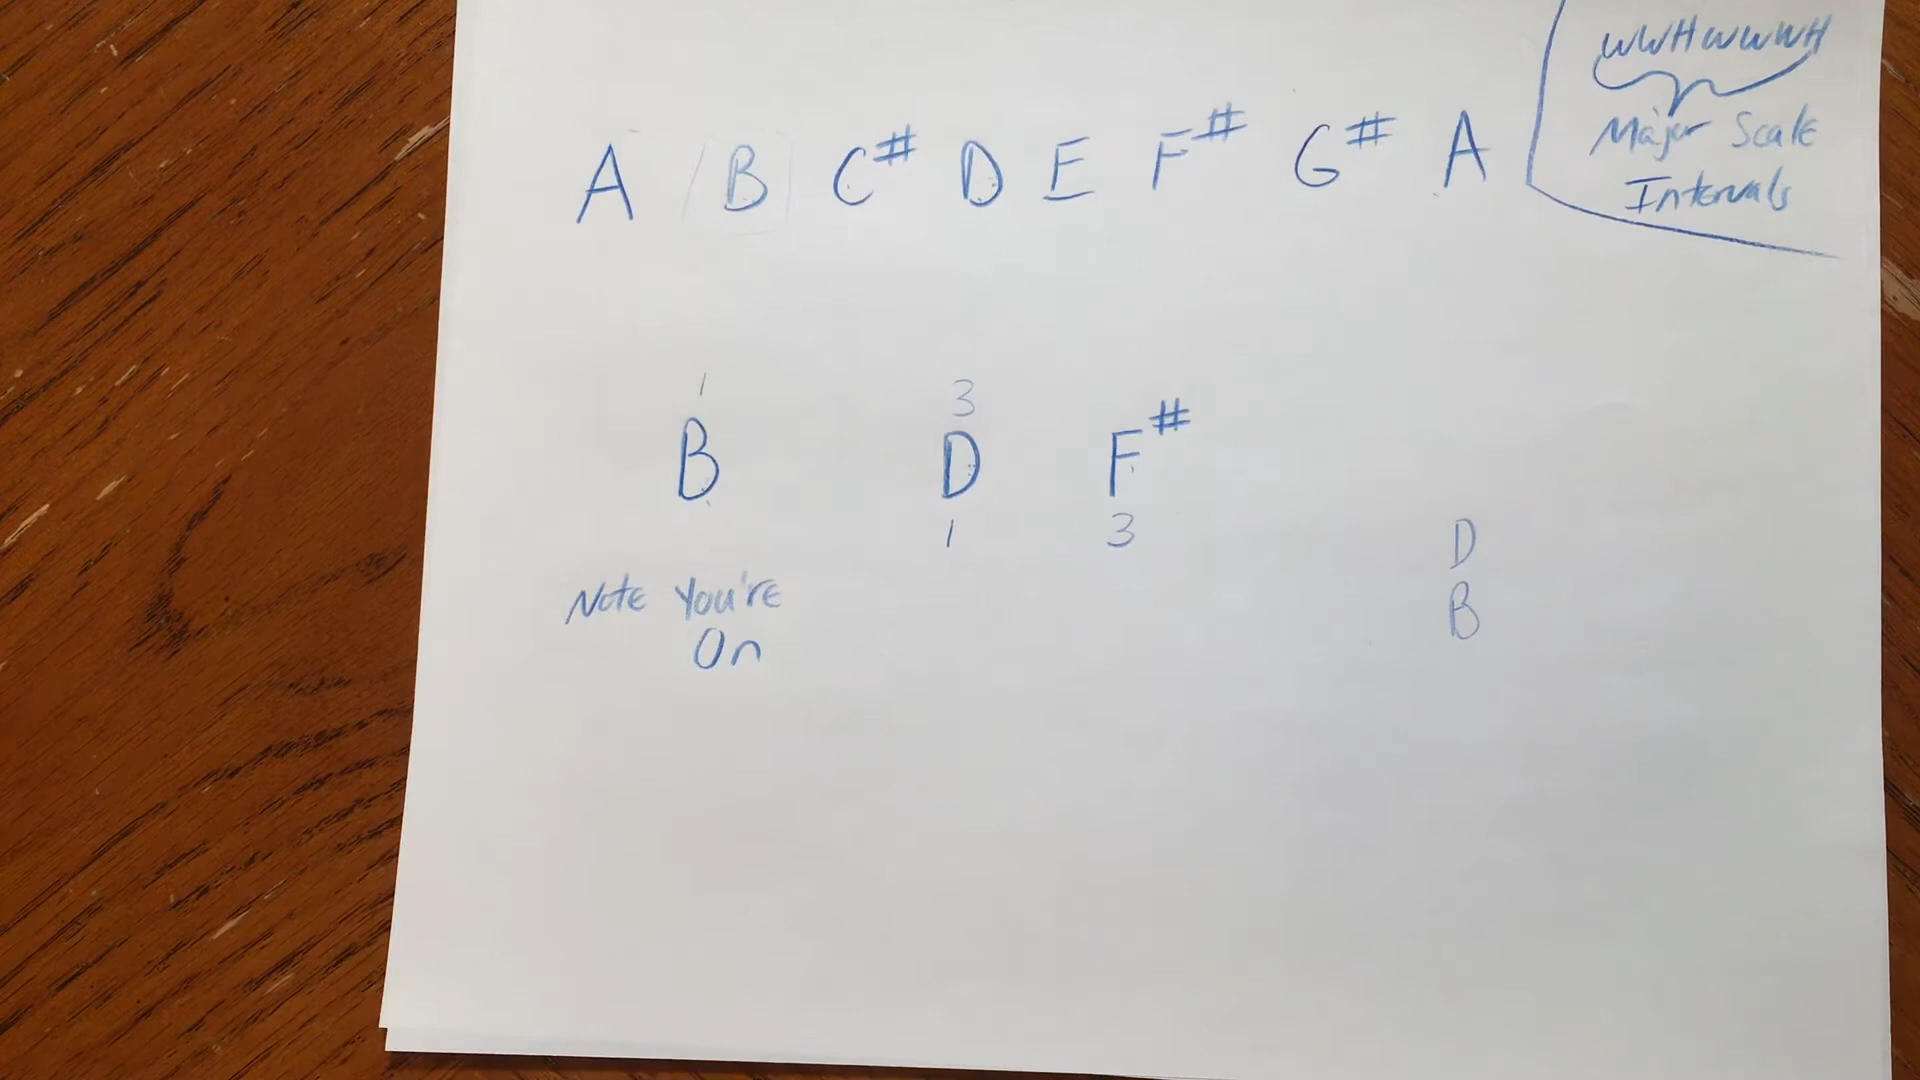 WWHWWWH
Major Scale
Intervals
A B C# D E F# G# A
1 3
B D F#
1 3
Note You're
On
D
B